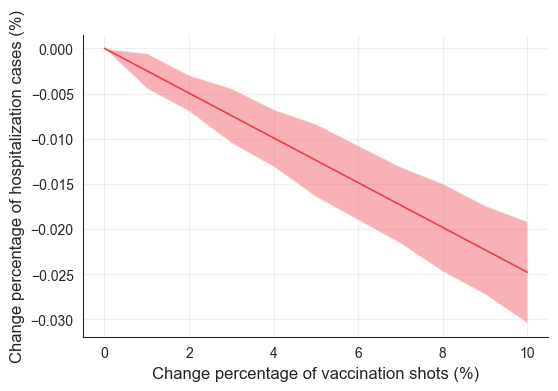 Change percentage of hospitalization cases (%)
0.000
−0.005
−0.010
−0.015
−0.020
−0.025
−0.030
0 2 4 6 8 10
Change percentage of vaccination shots (%)